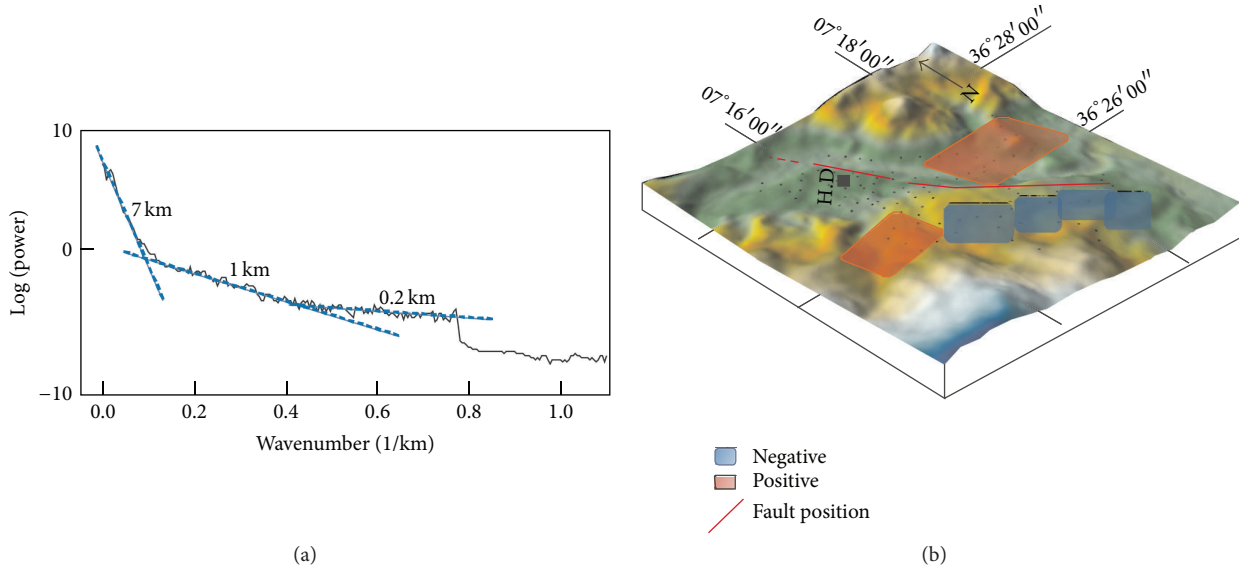 10
0
−10
Log (power)
7 km
1 km
0.2 km
0.0 0.2 0.4 0.6 0.8 1.0
Wavenumber (1/km)
(a)
07°16′00″
07°18′00″
36°28′00″
36°26′00″
N
H.D
Negative
Positive
Fault position
(b)